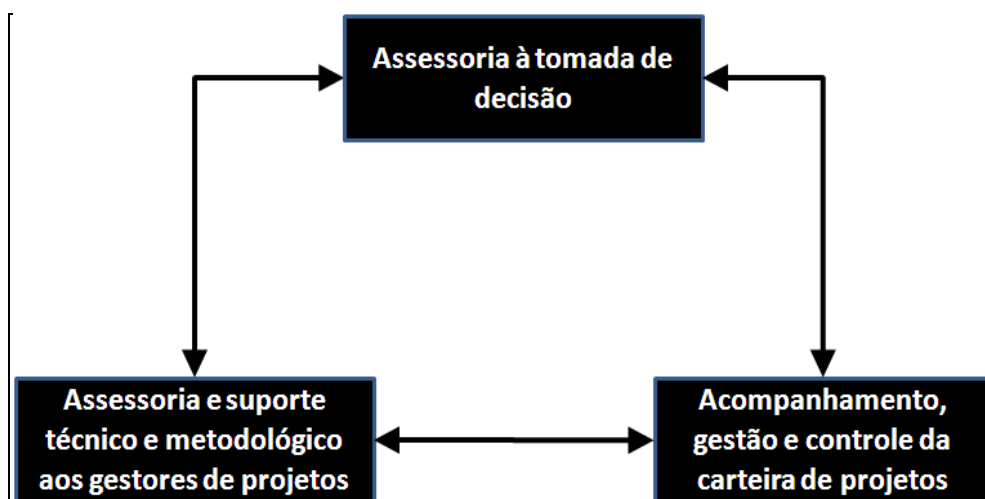 Assessoria à tomada de
decisão
Assessoria e suporte
técnico e metodológico
aos gestores de projetos
Acompanhamento,
gestão e controle da
carteira de projetos